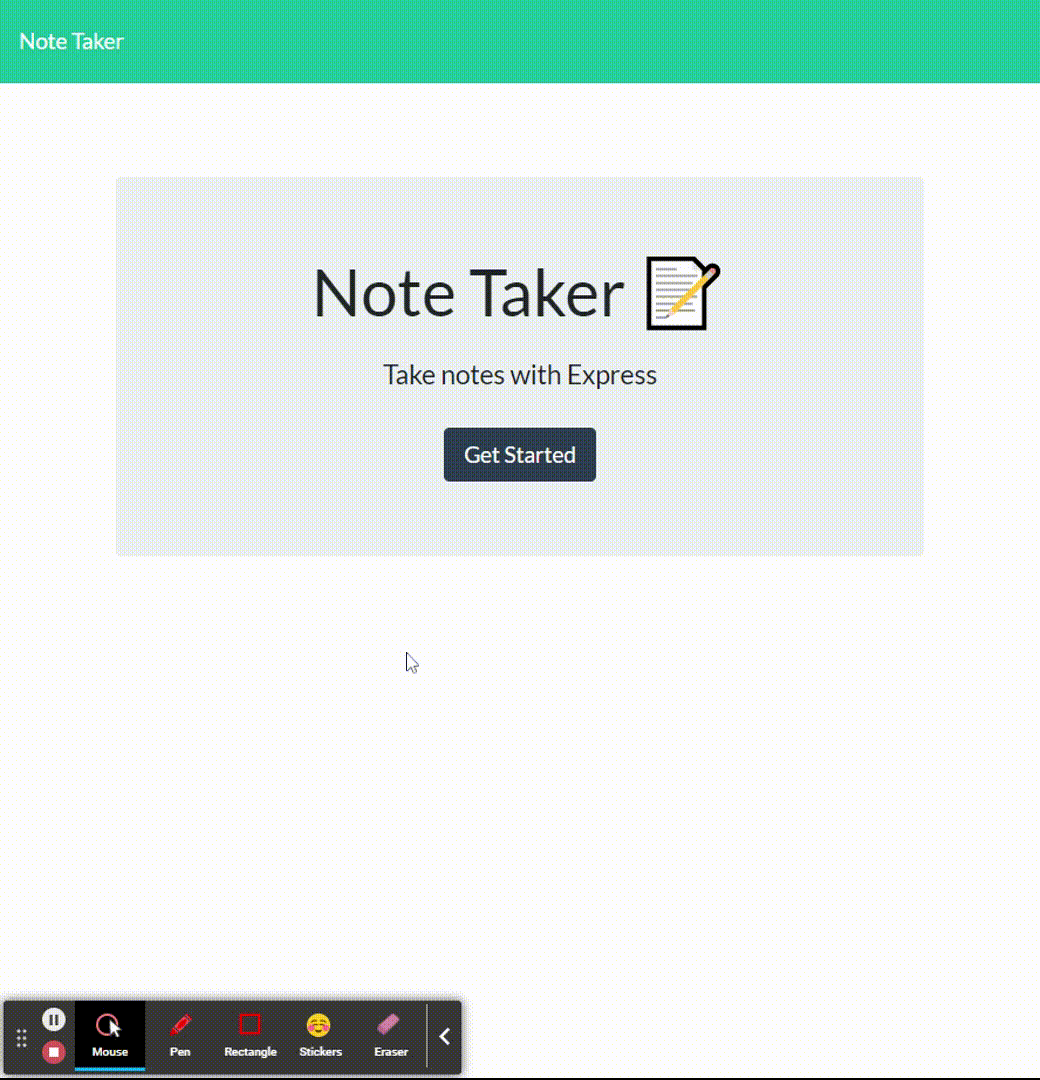 Note Taker
Note Taker 📝
Take notes with Express
Get Started
Mouse Pen Rectangle Stickers Eraser